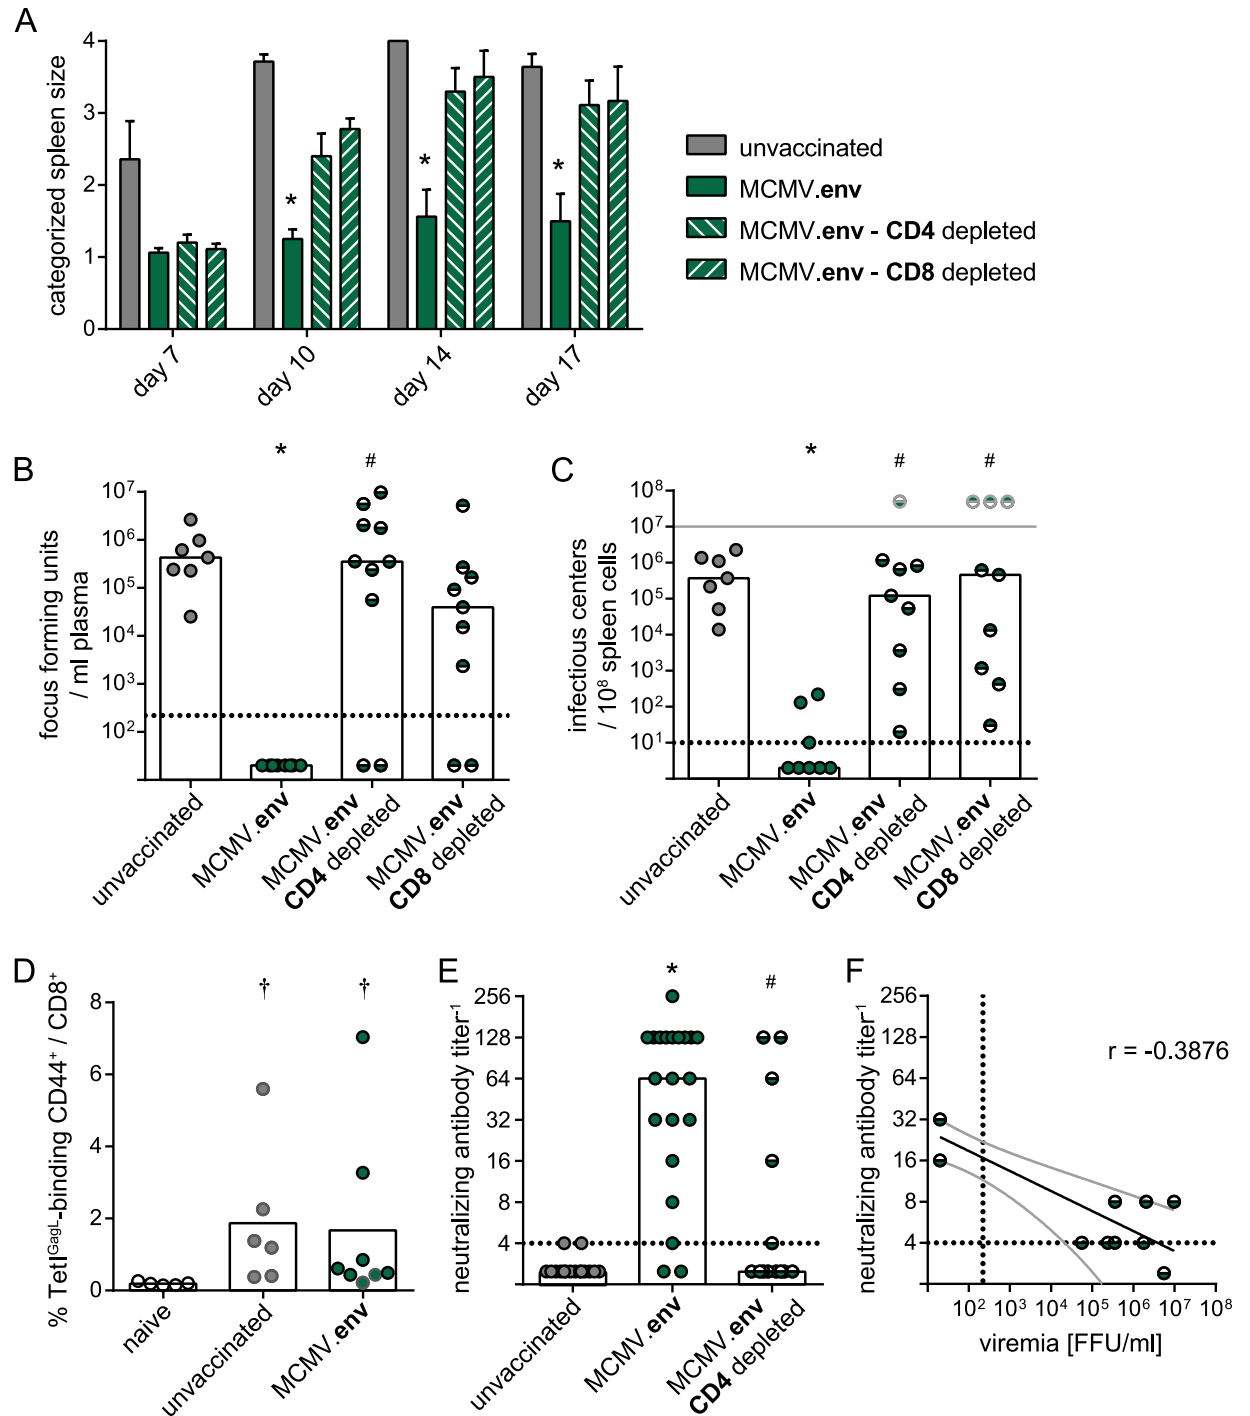 A
categorized spleen size
4
3
2
1
0
*
*
*
day 7
day 10
day 14
day 17
unvaccinated
MCMV.env
MCMV.env - CD4 depleted
MCMV.env - CD8 depleted
B
focus forming units
/ ml plasma
10⁷
10⁶
10⁵
10⁴
10³
10²
*
#
unvaccinated
MCMV.env
MCMV.env
CD4 depleted
MCMV.env
CD8 depleted
C
infectious centers
/ 10⁸ spleen cells
10⁸
10⁷
10⁶
10⁵
10⁴
10³
10²
10¹
*
#
#
unvaccinated
MCMV.env
MCMV.env
CD4 depleted
MCMV.env
CD8 depleted
D
% TetI^GagL-binding CD44⁺ / CD8⁺
8
6
4
2
0
†
†
naive
unvaccinated
MCMV.env
E
neutralizing antibody titer⁻¹
256
128
64
32
16
8
4
*
#
unvaccinated
MCMV.env
MCMV.env
CD4 depleted
F
neutralizing antibody titer⁻¹
256
128
64
32
16
8
4
r = -0.3876
10² 10³ 10⁴ 10⁵ 10⁶ 10⁷ 10⁸
viremia [FFU/ml]